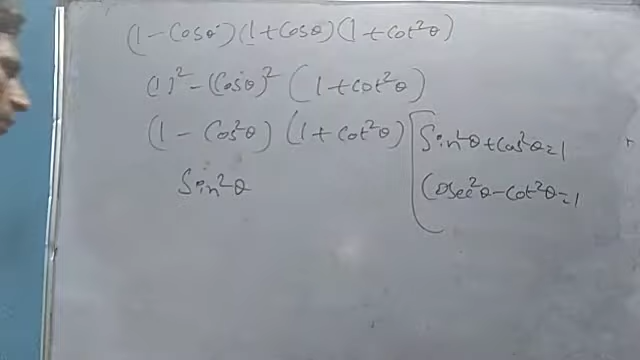 (1-Cosθ)(1+Cosθ)(1+Cot²θ)
(1)²-(Cosθ)²(1+Cot²θ)
(1-Cos²θ)(1+Cot²θ)
Sin²θ+Cos²θ=1
Sin²θ
Cosec²θ-Cot²θ=1